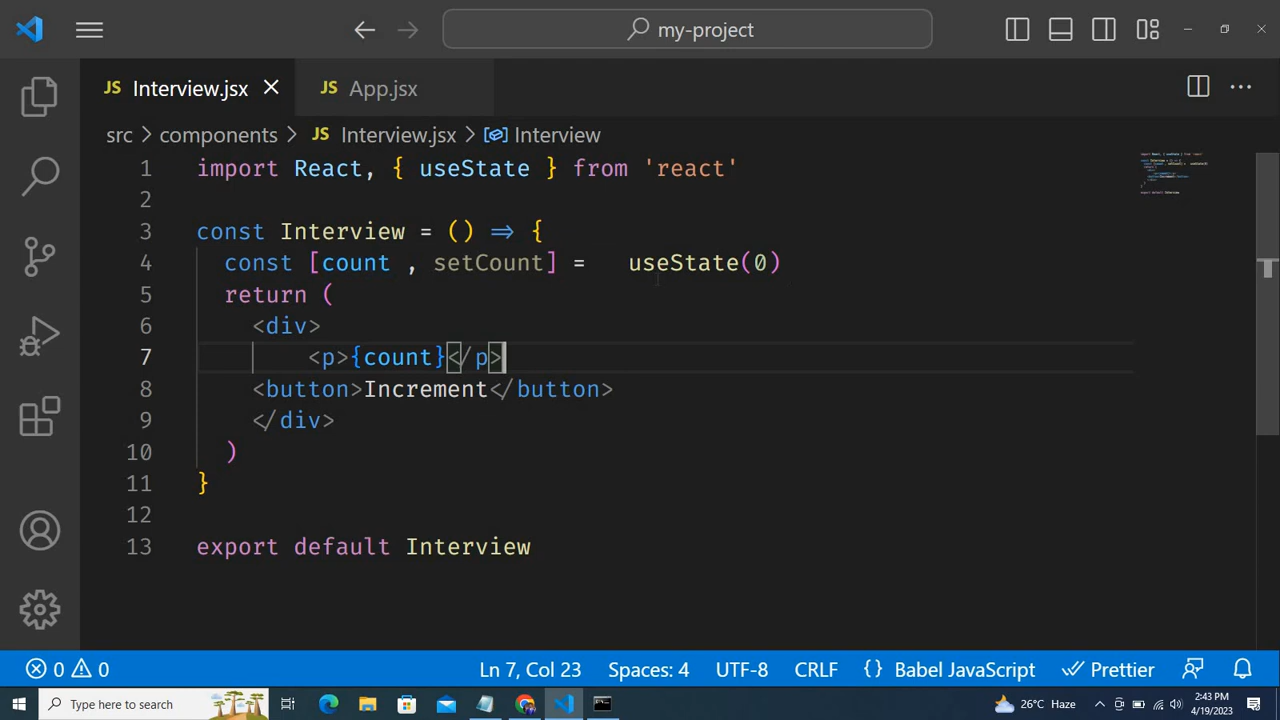 my-project
JS Interview.jsx
JS App.jsx
src > components > JS Interview.jsx > Interview
1 import React, { useState } from 'react'
2
3 const Interview = () => {
4 const [count , setCount] = useState(0)
5 return (
6 <div>
7 <p>{count}</p>
8 <button>Increment</button>
9 </div>
10 )
11 }
12
13 export default Interview
0 0 Ln 7, Col 23 Spaces: 4 UTF-8 CRLF {} Babel JavaScript Prettier
Type here to search 26°C Haze 2:43 PM
4/19/2023